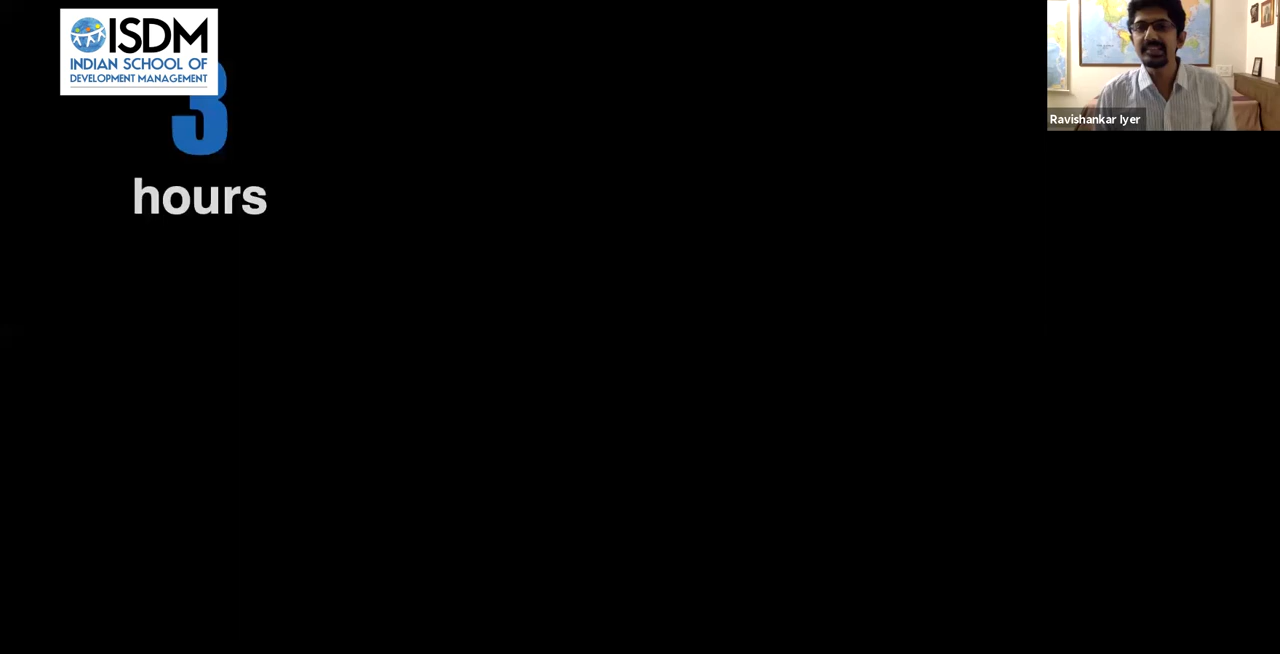 ISDM
INDIAN SCHOOL OF
DEVELOPMENT MANAGEMENT
3
hours
Ravishankar Iyer